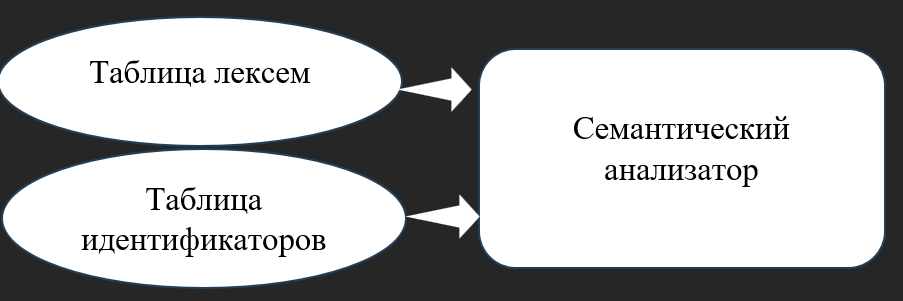 Таблица лексем
Семантический
анализатор
Таблица
идентификаторов